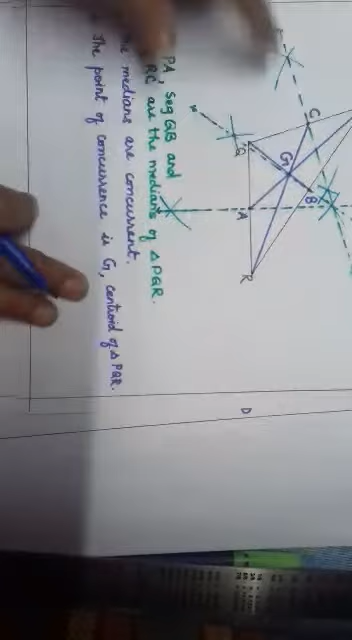 PA, seg QB and
RC are the medians of △PQR.
medians are concurrent.
The point of concurrence is G, centroid of △PQR.
C
Q
G
B
A
R
D